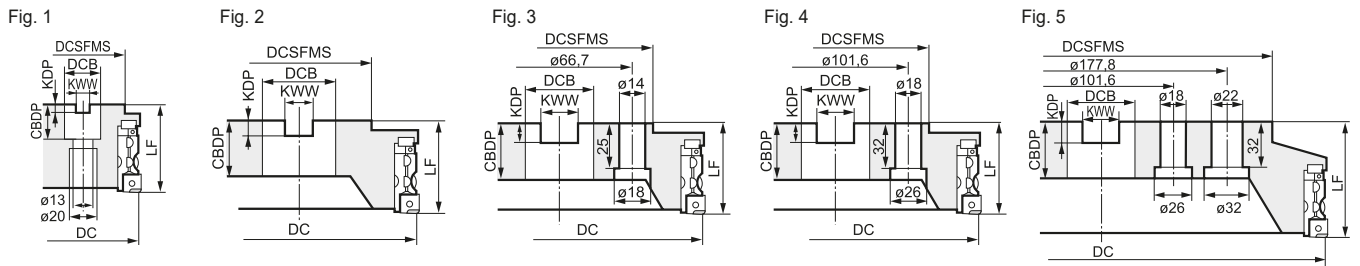 Fig. 1
DCSFMS
DCB
KWW
KDP
CBDP
LF
ø13
ø20
DC
Fig. 2
DCSFMS
DCB
KWW
KDP
CBDP
LF
DC
Fig. 3
DCSFMS
ø66,7
DCB
ø14
KWW
KDP
CBDP
25
LF
ø18
DC
Fig. 4
DCSFMS
ø101,6
DCB
ø18
KWW
KDP
CBDP
32
LF
ø26
DC
Fig. 5
DCSFMS
ø177,8
ø101,6
DCB
ø18
ø22
KWW
KDP
CBDP
32
LF
ø26
ø32
DC